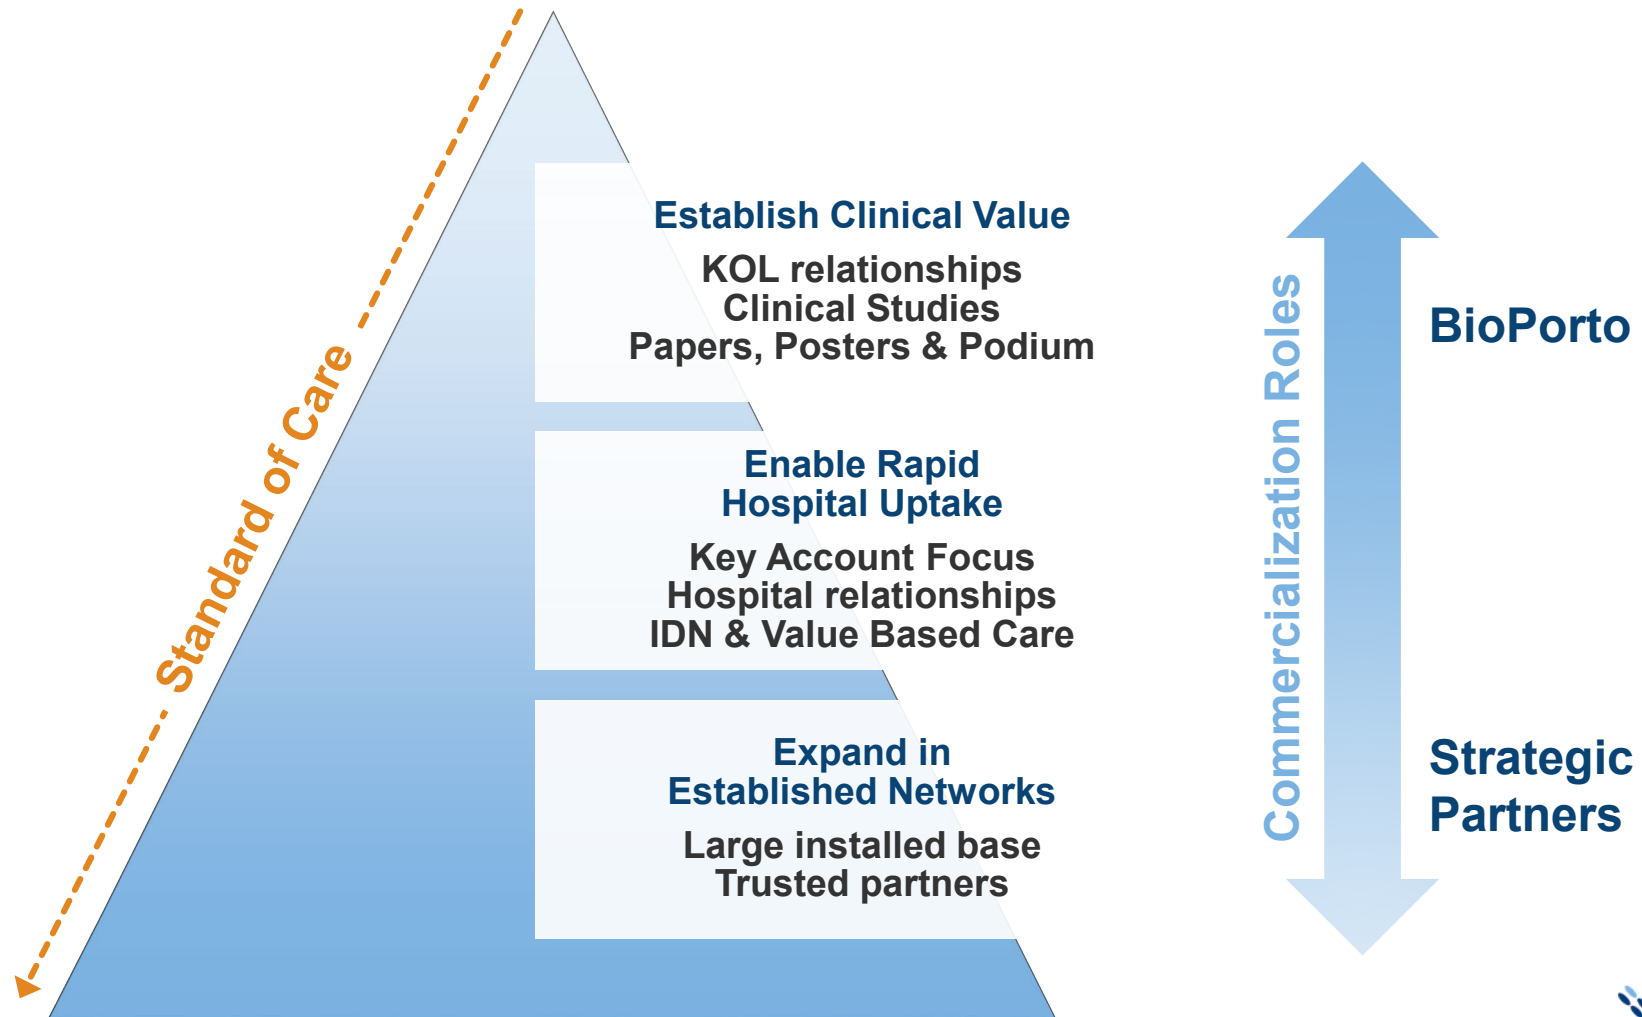 Standard of Care
Establish Clinical Value
KOL relationships
Clinical Studies
Papers, Posters & Podium
Enable Rapid
Hospital Uptake
Key Account Focus
Hospital relationships
IDN & Value Based Care
Expand in
Established Networks
Large installed base
Trusted partners
Commercialization Roles
BioPorto
Strategic
Partners